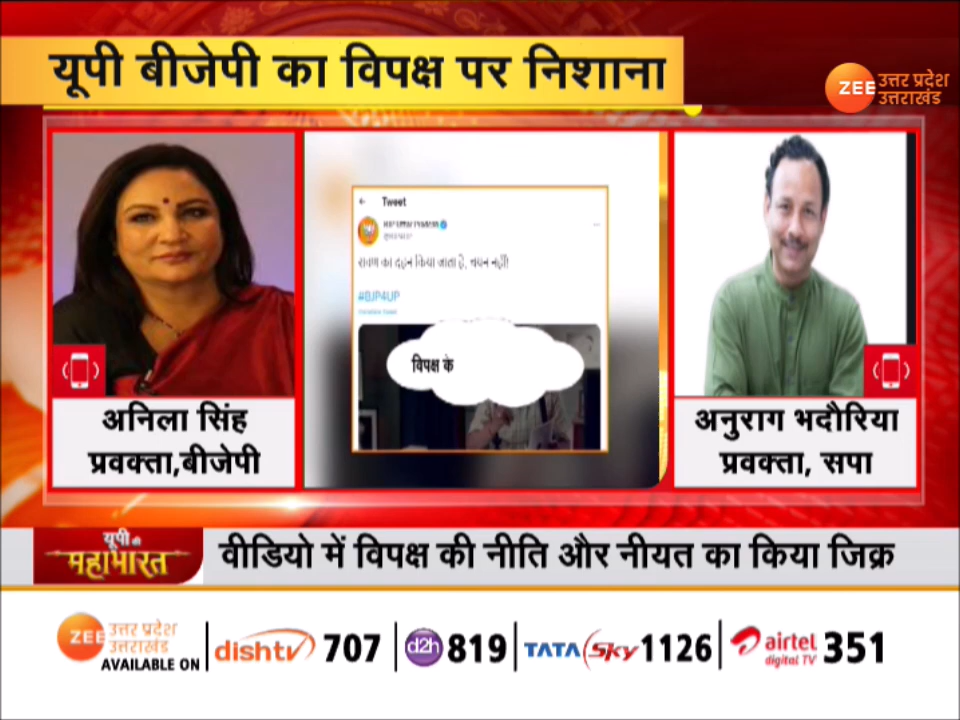 यूपी बीजेपी का विपक्ष पर निशाना
ZEE उत्तर प्रदेश
उत्तराखंड
Tweet
रावण का दहन किया जाता है, चयन नहीं!
#BJP4UP
विपक्ष के
अनिला सिंह
प्रवक्ता,बीजेपी
अनुराग भदौरिया
प्रवक्ता, सपा
यूपी की
महाभारत
वीडियो में विपक्ष की नीति और नीयत का किया जिक्र
ZEE उत्तर प्रदेश
उत्तराखंड
AVAILABLE ON
dishtv 707
d2h 819
TATA Sky 1126
airtel digital TV 351